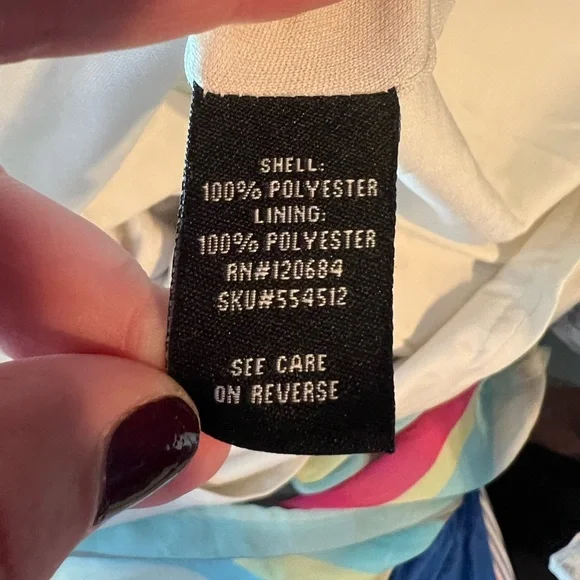 SHELL:
100% POLYESTER
LINING:
100% POLYESTER
RN#120684
SKU#554512
SEE CARE
ON REVERSE